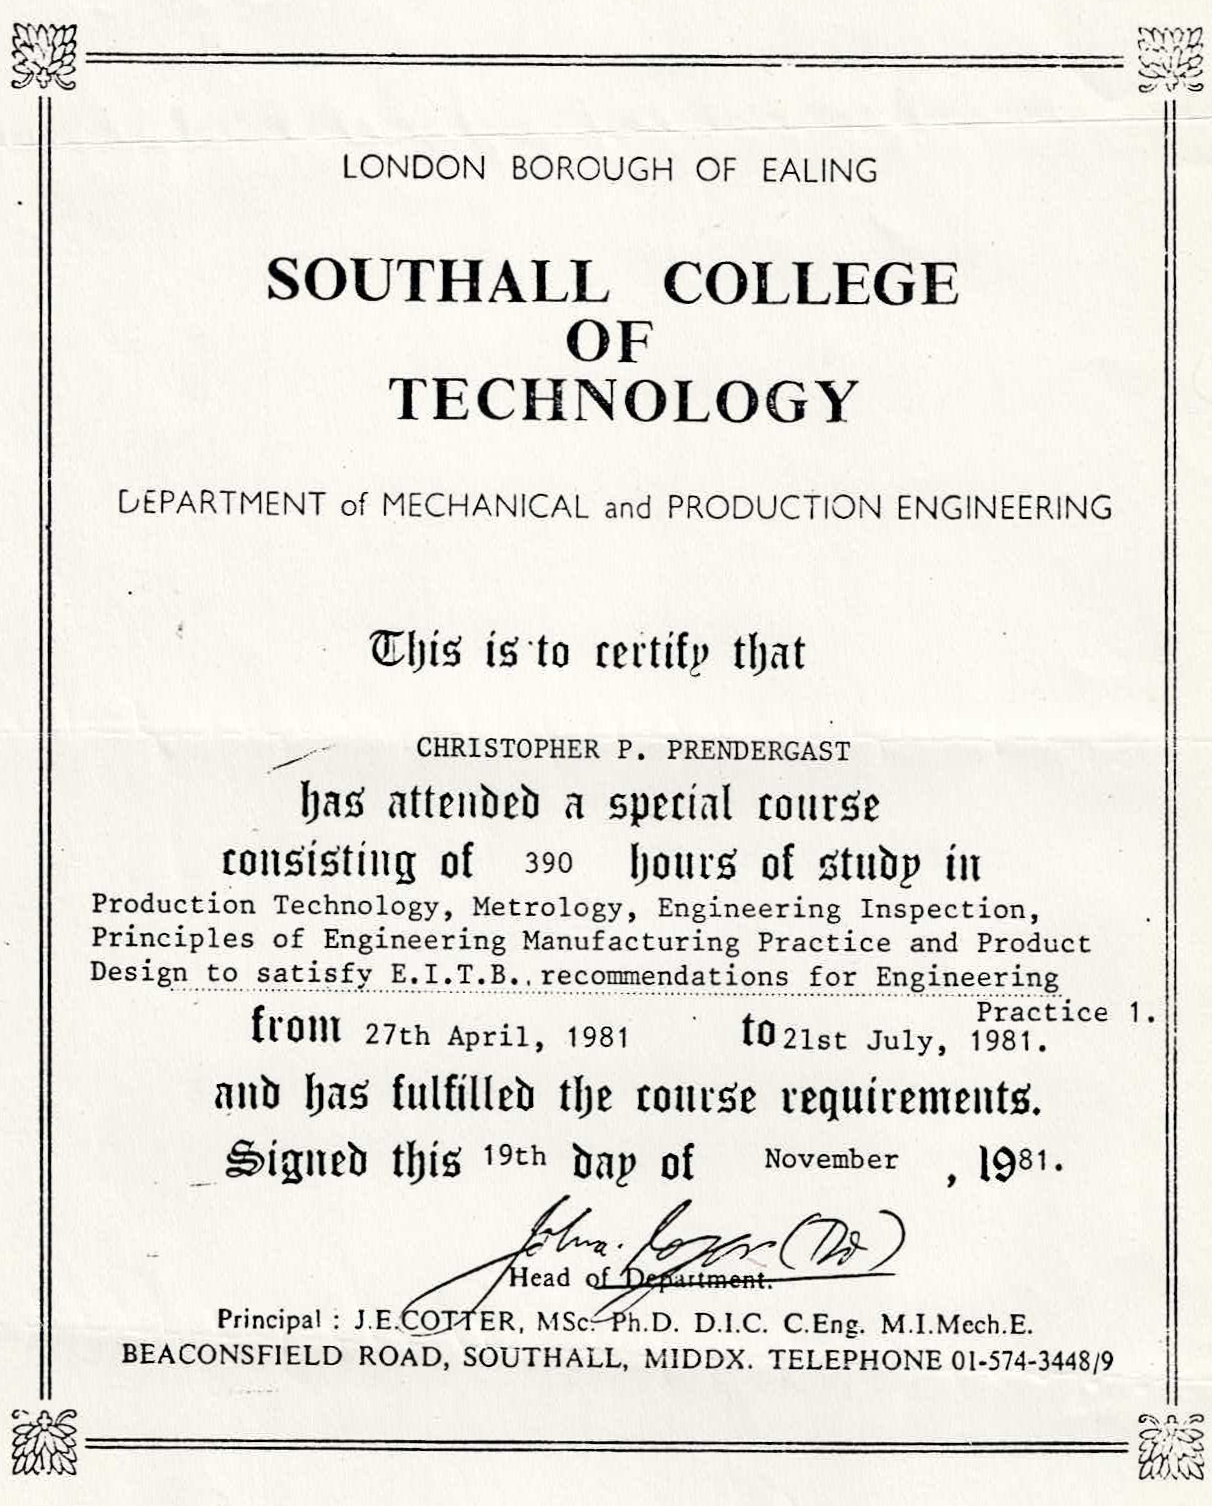 LONDON BOROUGH OF EALING
SOUTHALL COLLEGE
OF
TECHNOLOGY
DEPARTMENT of MECHANICAL and PRODUCTION ENGINEERING
This is to certify that
CHRISTOPHER P. PRENDERGAST
has attended a special course
consisting of 390 hours of study in
Production Technology, Metrology, Engineering Inspection,
Principles of Engineering Manufacturing Practice and Product
Design to satisfy E.I.T.B., recommendations for Engineering
Practice 1.
from 27th April, 1981 to 21st July, 1981.
and has fulfilled the course requirements.
Signed this 19th day of November , 1981.
Head of Department.
Principal : J.E.COTTER, MSc. Ph.D. D.I.C. C.Eng. M.I.Mech.E.
BEACONSFIELD ROAD, SOUTHALL, MIDDX. TELEPHONE 01-574-3448/9